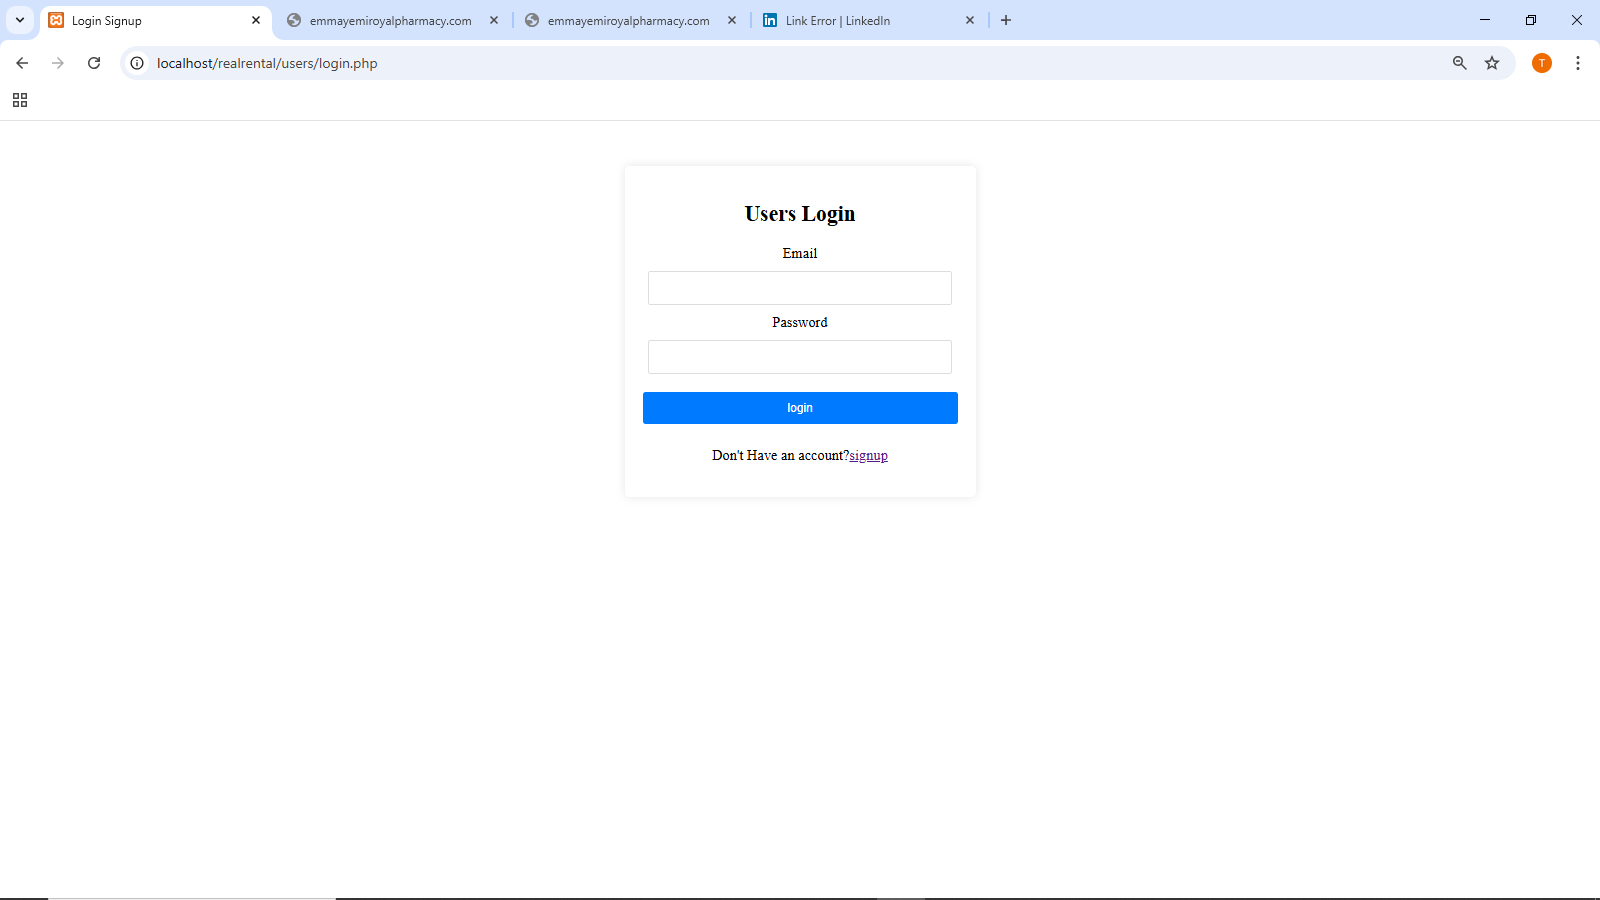 Login Signup
emmayemiroyalpharmacy.com
emmayemiroyalpharmacy.com
Link Error | LinkedIn
localhost/realrental/users/login.php
T
Users Login
Email
Password
login
Don't Have an account?signup